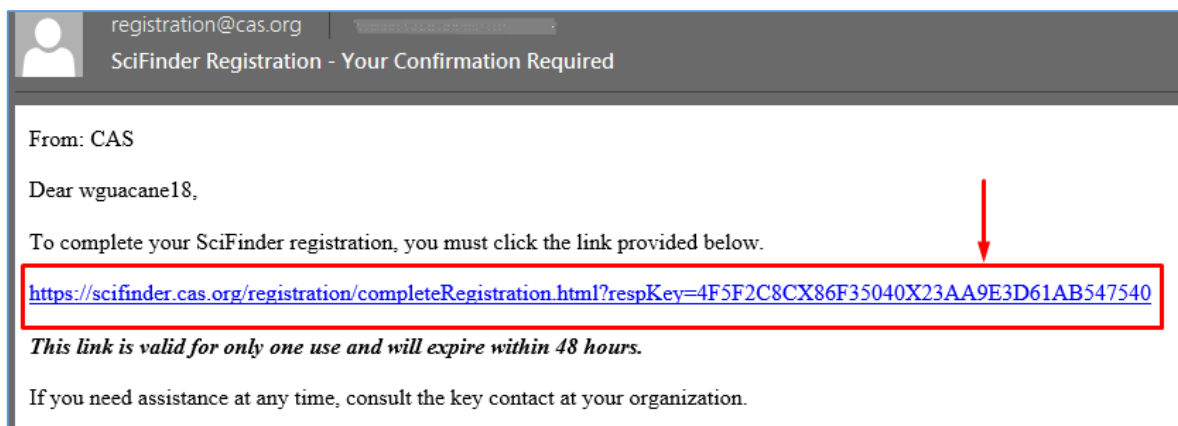 registration@cas.org
SciFinder Registration - Your Confirmation Required
From: CAS
Dear wguacane18,
To complete your SciFinder registration, you must click the link provided below.
https://scifinder.cas.org/registration/completeRegistration.html?respKey=4F5F2C8CX86F35040X23AA9E3D61AB547540
This link is valid for only one use and will expire within 48 hours.
If you need assistance at any time, consult the key contact at your organization.